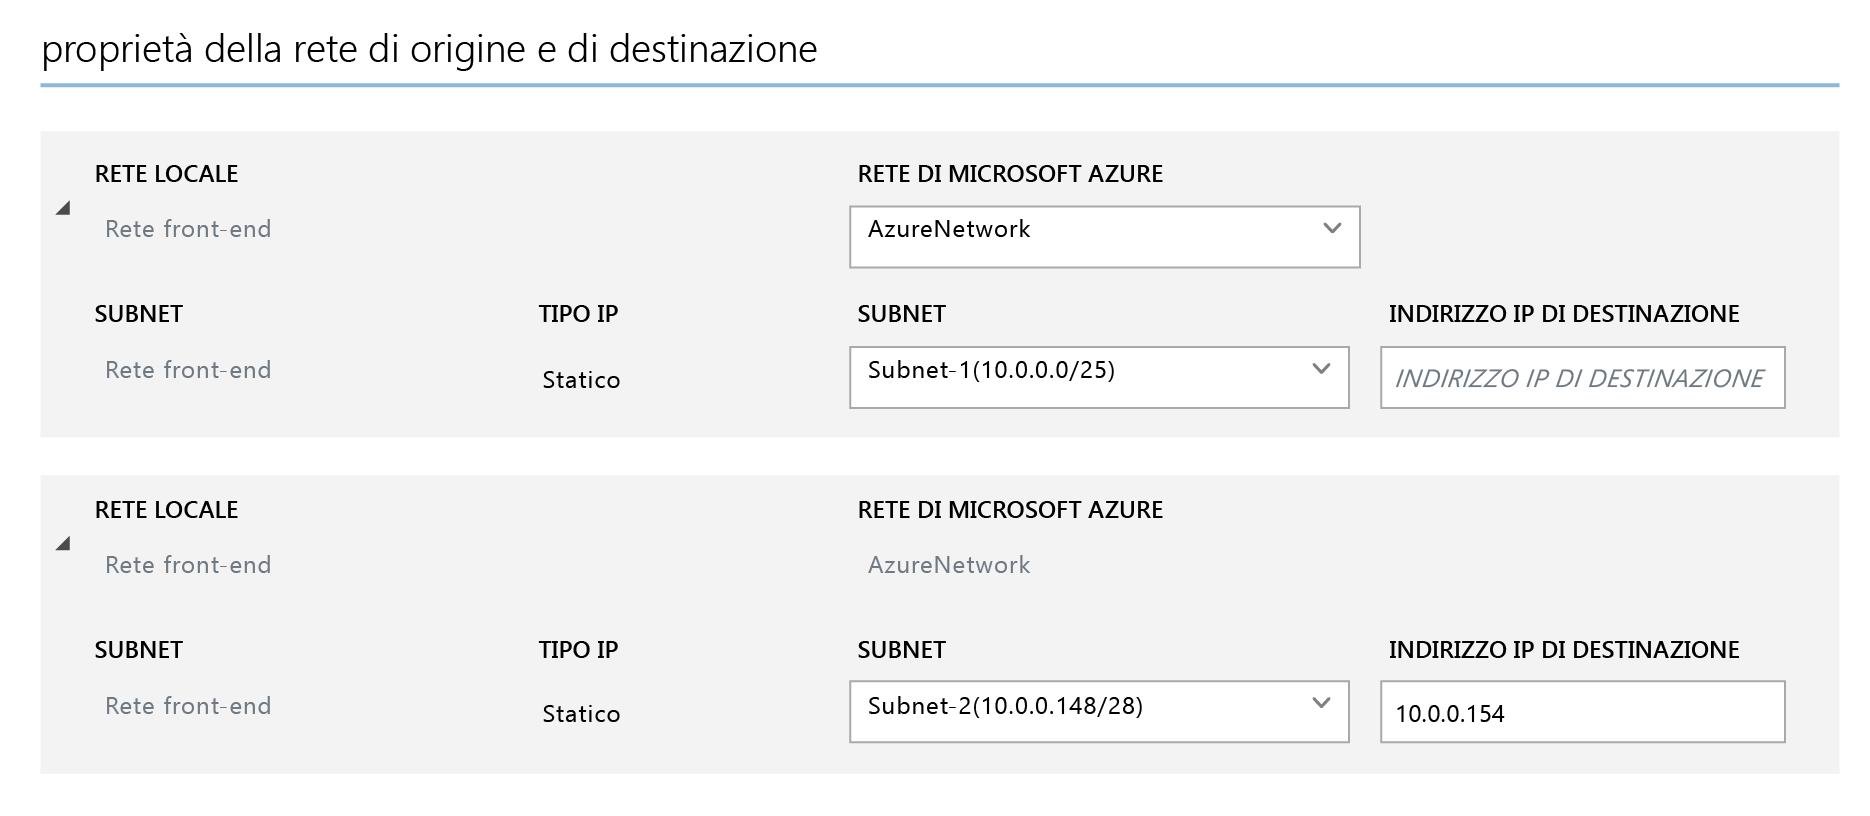 proprietà della rete di origine e di destinazione
RETE LOCALE RETE DI MICROSOFT AZURE
Rete front-end AzureNetwork
SUBNET TIPO IP SUBNET INDIRIZZO IP DI DESTINAZIONE
Rete front-end Statico Subnet-1(10.0.0.0/25) INDIRIZZO IP DI DESTINAZIONE
RETE LOCALE RETE DI MICROSOFT AZURE
Rete front-end AzureNetwork
SUBNET TIPO IP SUBNET INDIRIZZO IP DI DESTINAZIONE
Rete front-end Statico Subnet-2(10.0.0.148/28) 10.0.0.154